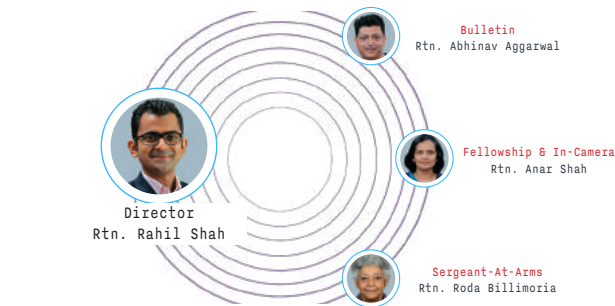 Bulletin
Rtn. Abhinav Aggarwal
Fellowship & In-Camera
Rtn. Anar Shah
Director
Rtn. Rahil Shah
Sergeant-At-Arms
Rtn. Roda Billimoria